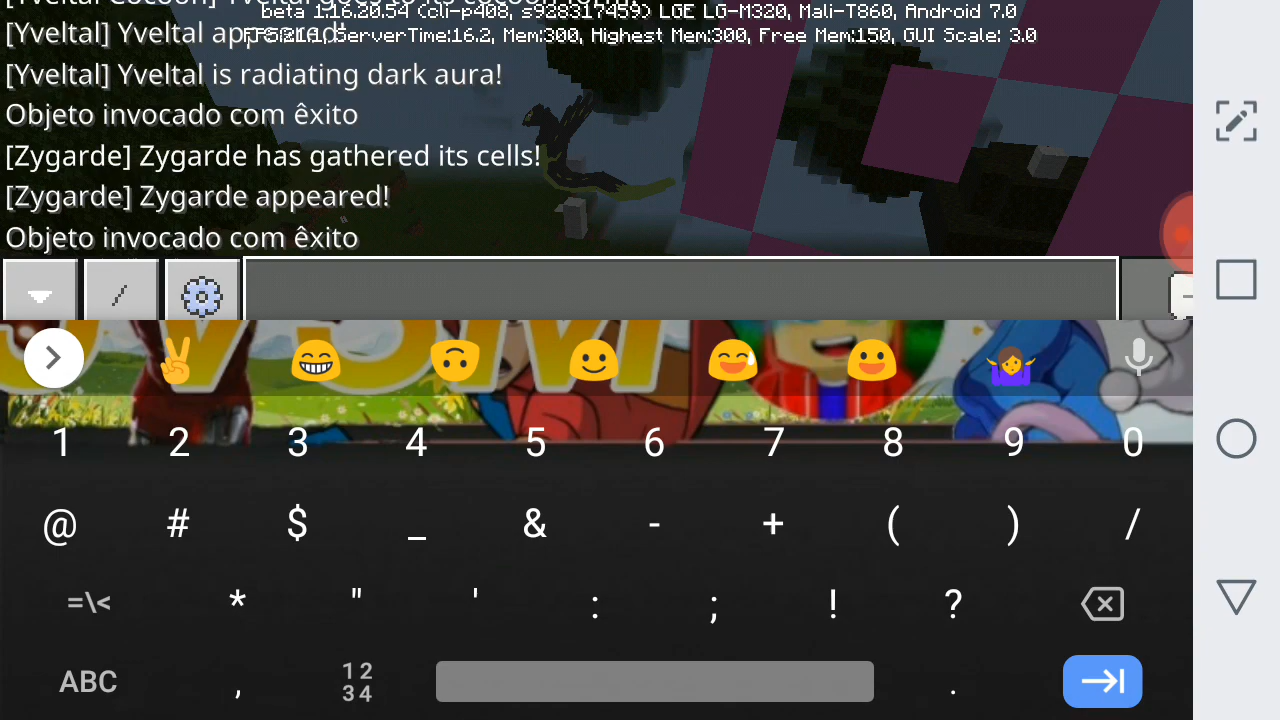 beta 1.16.20.54 (cli-p408, s92831?459) LGE LG-M320, Mali-T860, Android 7.0
ServerTime:16.2, Mem:300, Highest Mem:300, Free Mem:150, GUI Scale: 3.0
[Yveltal] Yveltal appeared!
[Yveltal] Yveltal is radiating dark aura!
Objeto invocado com êxito
[Zygarde] Zygarde has gathered its cells!
[Zygarde] Zygarde appeared!
Objeto invocado com êxito
/
1 2 3 4 5 6 7 8 9 0
@ # $ _ & - + ( ) /
=\< * " ' : ; ! ?
ABC , 12 34 .